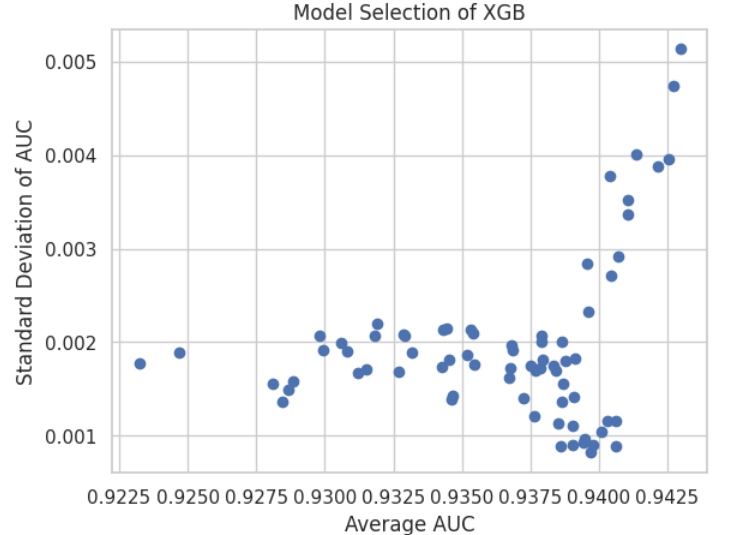 Model Selection of XGB
0.005
0.004
0.003
0.002
0.001
Standard Deviation of AUC
0.9225 0.9250 0.9275 0.9300 0.9325 0.9350 0.9375 0.9400 0.9425
Average AUC